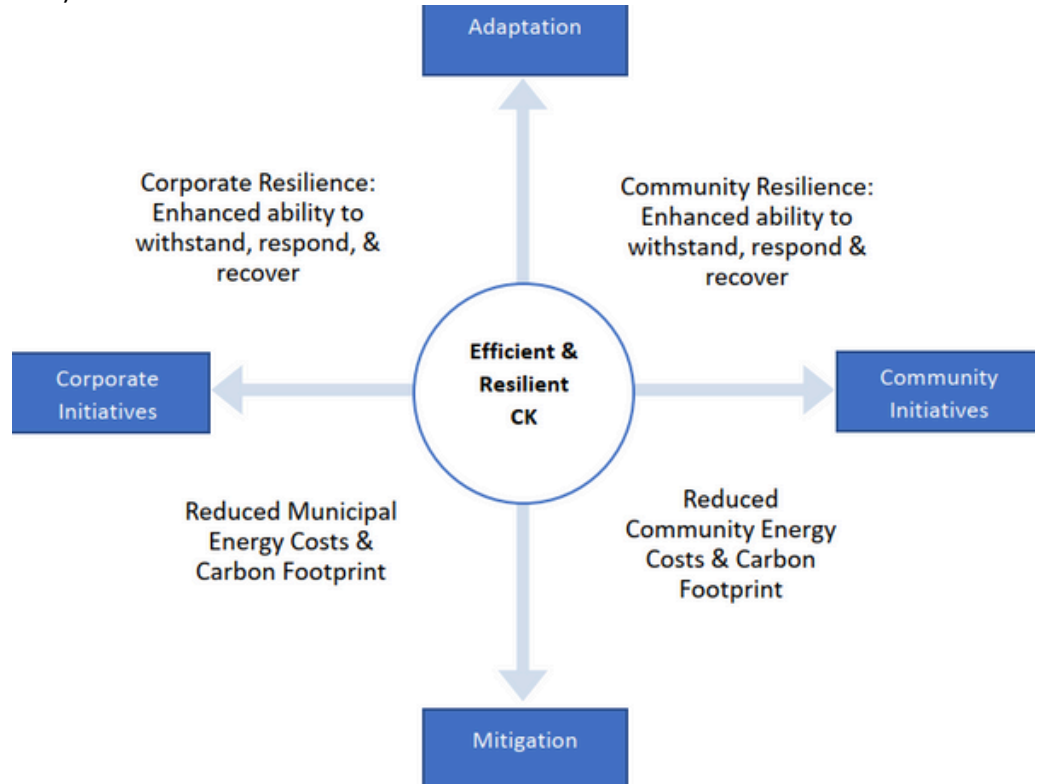 Adaptation
Corporate Resilience:
Enhanced ability to
withstand, respond, &
recover
Community Resilience:
Enhanced ability to
withstand, respond &
recover
Efficient &
Resilient
CK
Corporate
Initiatives
Community
Initiatives
Reduced Municipal
Energy Costs &
Carbon Footprint
Reduced
Community Energy
Costs & Carbon
Footprint
Mitigation